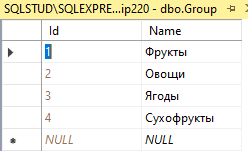 SQLSTUD\SQLEXPRE...ip220 - dbo.Group
Id Name
1 Фрукты
2 Овощи
3 Ягоды
4 Сухофрукты
NULL NULL